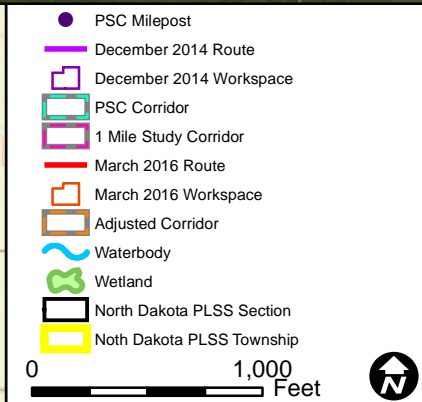 PSC Milepost
December 2014 Route
December 2014 Workspace
PSC Corridor
1 Mile Study Corridor
March 2016 Route
March 2016 Workspace
Adjusted Corridor
Waterbody
Wetland
North Dakota PLSS Section
Noth Dakota PLSS Township
0 1,000
Feet